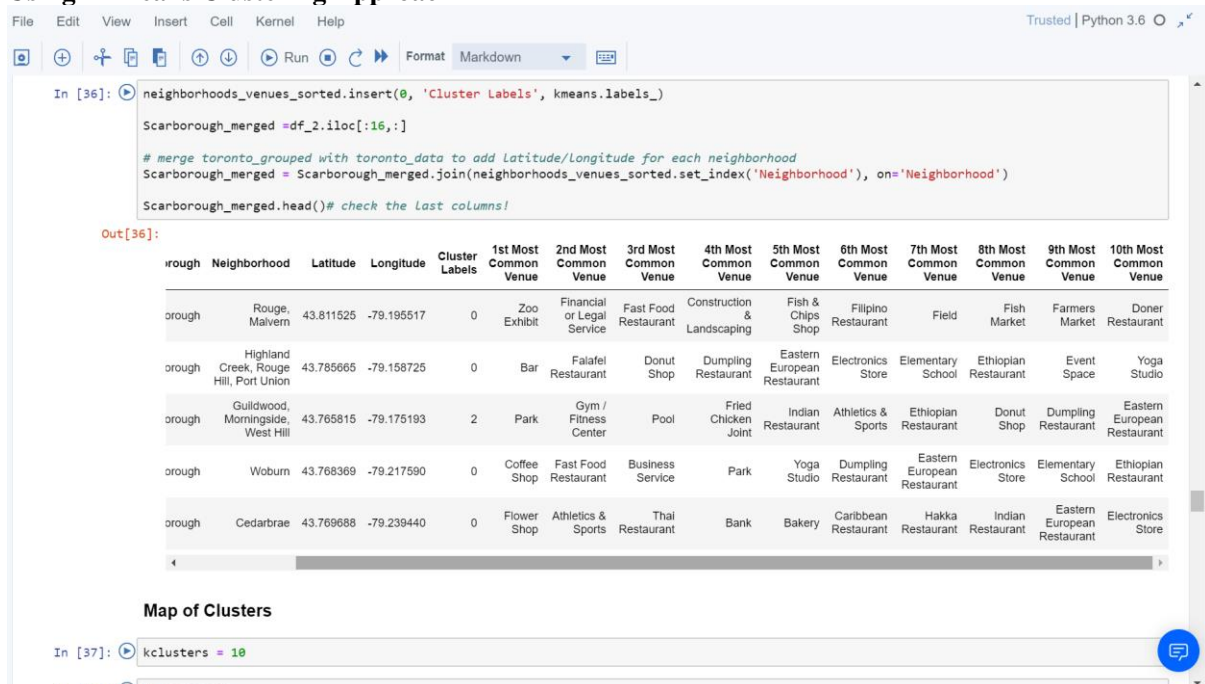 File Edit View Insert Cell Kernel Help Trusted | Python 3.6
Run Format Markdown
In [36]: neighborhoods_venues_sorted.insert(0, 'Cluster Labels', kmeans.labels_)
Scarborough_merged =df_2.iloc[:16,:]
# merge toronto_grouped with toronto_data to add latitude/longitude for each neighborhood
Scarborough_merged = Scarborough_merged.join(neighborhoods_venues_sorted.set_index('Neighborhood'), on='Neighborhood')
Scarborough_merged.head()# check the last columns!
Out[36]:
rough Neighborhood Latitude Longitude Cluster Labels 1st Most Common Venue 2nd Most Common Venue 3rd Most Common Venue 4th Most Common Venue 5th Most Common Venue 6th Most Common Venue 7th Most Common Venue 8th Most Common Venue 9th Most Common Venue 10th Most Common Venue
orough Rouge, Malvern 43.811525 -79.195517 0 Zoo Exhibit Financial or Legal Service Fast Food Restaurant Construction & Landscaping Fish & Chips Shop Filipino Restaurant Field Fish Market Farmers Market Doner Restaurant
orough Highland Creek, Rouge Hill, Port Union 43.785665 -79.158725 0 Bar Falafel Restaurant Donut Shop Dumpling Restaurant Eastern European Restaurant Electronics Store Elementary School Ethiopian Restaurant Event Space Yoga Studio
orough Guildwood, Morningside, West Hill 43.765815 -79.175193 2 Park Gym / Fitness Center Pool Fried Chicken Joint Indian Restaurant Athletics & Sports Ethiopian Restaurant Donut Shop Dumpling Restaurant Eastern European Restaurant
orough Woburn 43.768369 -79.217590 0 Coffee Shop Fast Food Restaurant Business Service Park Yoga Studio Dumpling Restaurant Eastern European Restaurant Electronics Store Elementary School Ethiopian Restaurant
orough Cedarbrae 43.769688 -79.239440 0 Flower Shop Athletics & Sports Thai Restaurant Bank Bakery Caribbean Restaurant Hakka Restaurant Indian Restaurant Eastern European Restaurant Electronics Store
Map of Clusters
In [37]: kclusters = 10